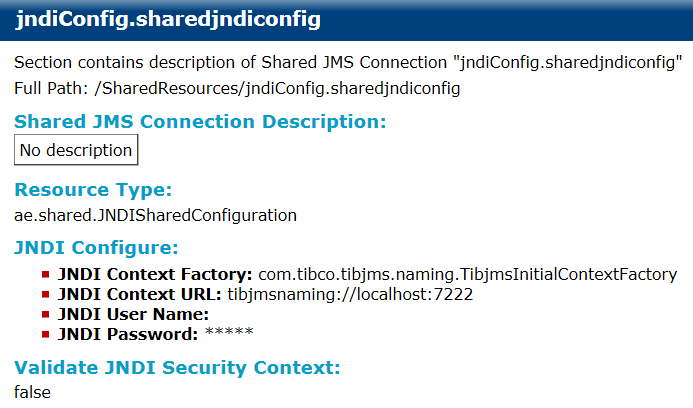 jndiConfig.sharedjndiconfig
Section contains description of Shared JMS Connection "jndiConfig.sharedjndiconfig"
Full Path: /SharedResources/jndiConfig.sharedjndiconfig
Shared JMS Connection Description:
No description
Resource Type:
ae.shared.JNDISharedConfiguration
JNDI Configure:
JNDI Context Factory: com.tibco.tibjms.naming.TibjmsInitialContextFactory
JNDI Context URL: tibjmsnaming://localhost:7222
JNDI User Name:
JNDI Password: *****
Validate JNDI Security Context:
false